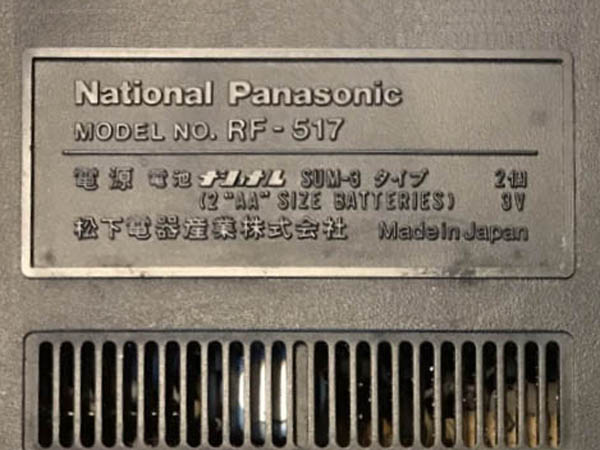 National Panasonic
MODEL NO. RF-517
電源 電池 ナショナル SUM-3 タイプ 2個
(2 "AA" SIZE BATTERIES) 3V
松下電器産業株式会社 Made in Japan